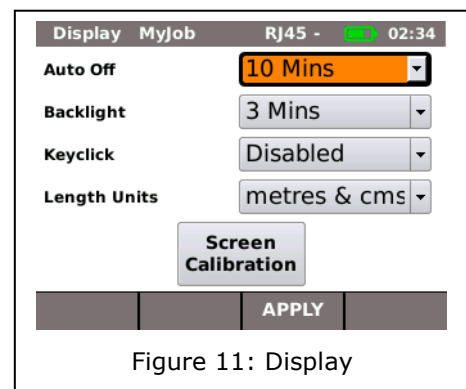 Display MyJob RJ45 - 02:34
Auto Off 10 Mins
Backlight 3 Mins
Keyclick Disabled
Length Units metres & cms
Screen
Calibration
APPLY
Figure 11: Display